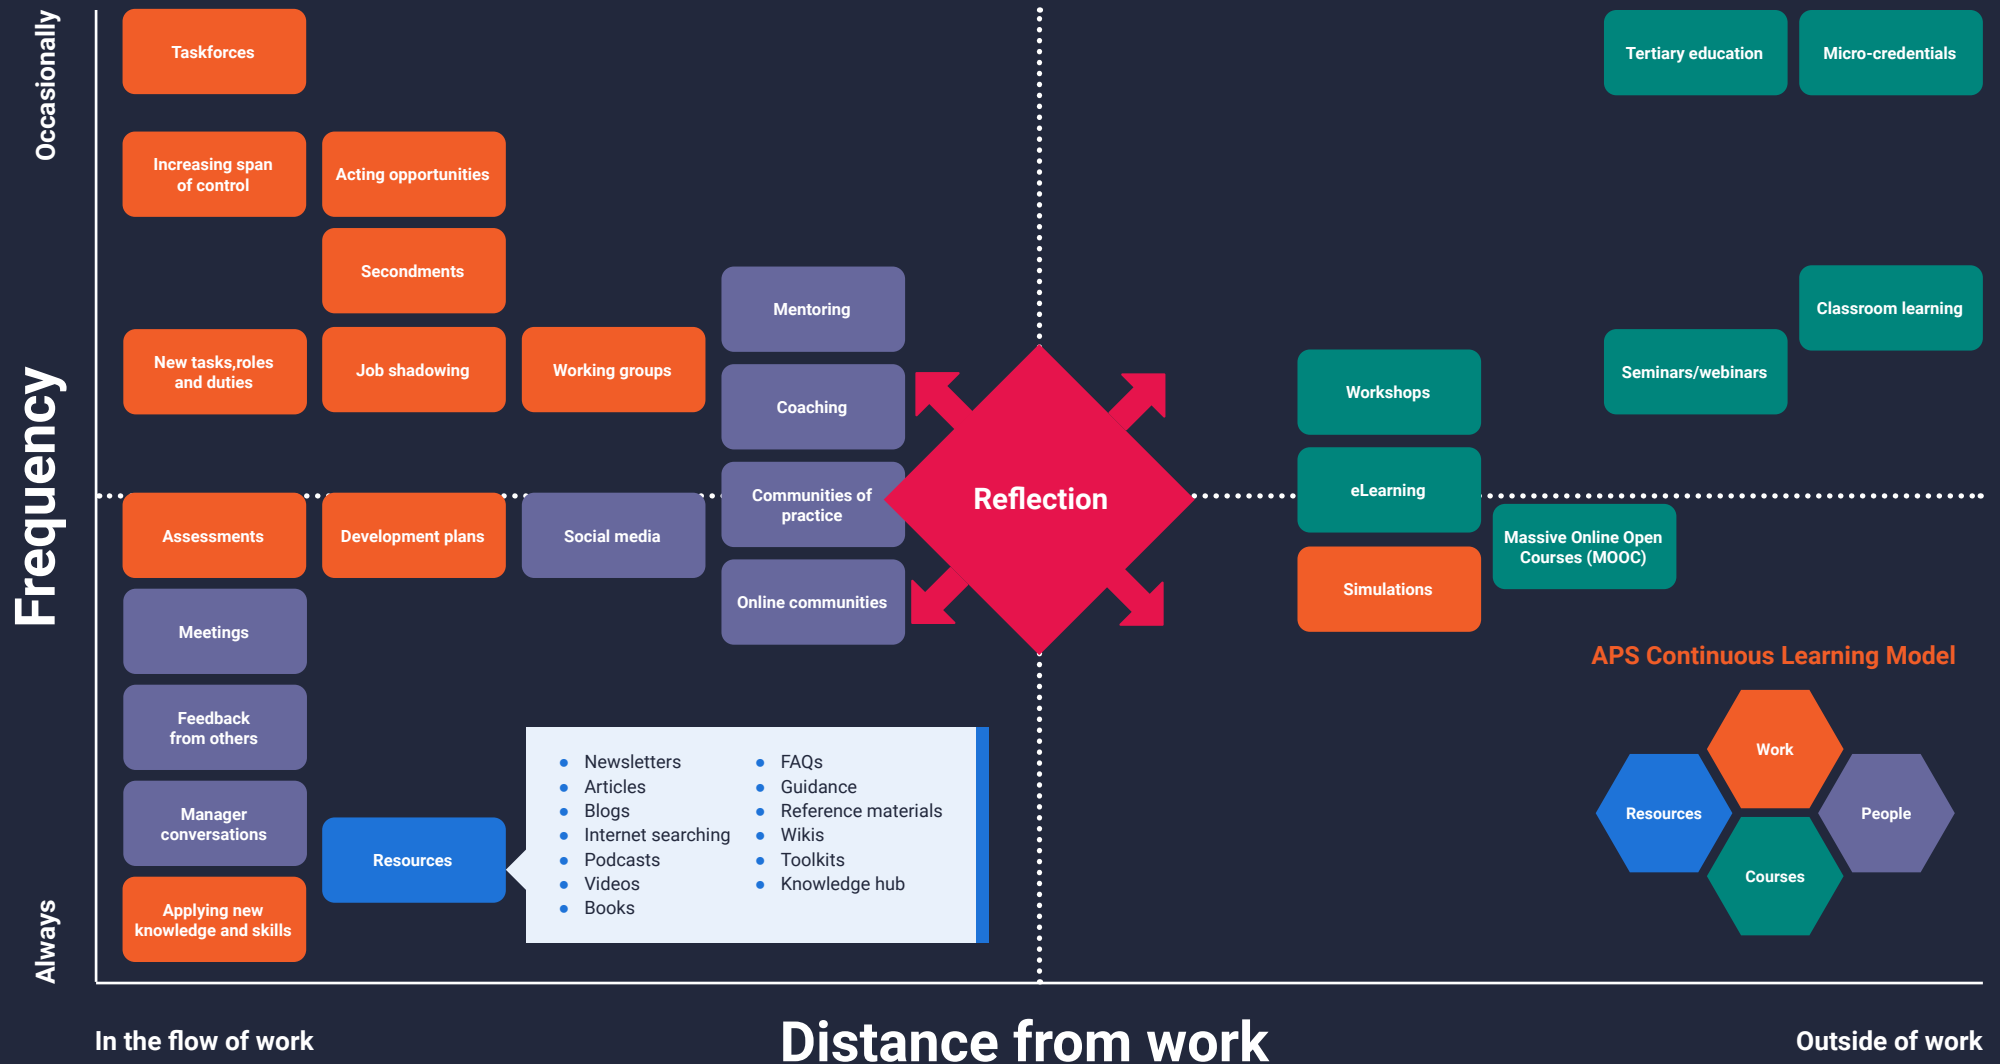 Occasionally
Frequency
Always
Taskforces
Tertiary education
Micro-credentials
Increasing span
of control
Acting opportunities
Secondments
Mentoring
Classroom learning
New tasks,roles
and duties
Job shadowing
Working groups
Coaching
Workshops
Seminars/webinars
Communities of
practice
Reflection
eLearning
Assessments
Development plans
Social media
Massive Online Open
Courses (MOOC)
Online communities
Simulations
Meetings
Feedback
from others
Manager
conversations
Resources
Applying new
knowledge and skills
Newsletters
Articles
Blogs
Internet searching
Podcasts
Videos
Books
FAQs
Guidance
Reference materials
Wikis
Toolkits
Knowledge hub
APS Continuous Learning Model
Work
Resources
People
Courses
In the flow of work
Distance from work
Outside of work